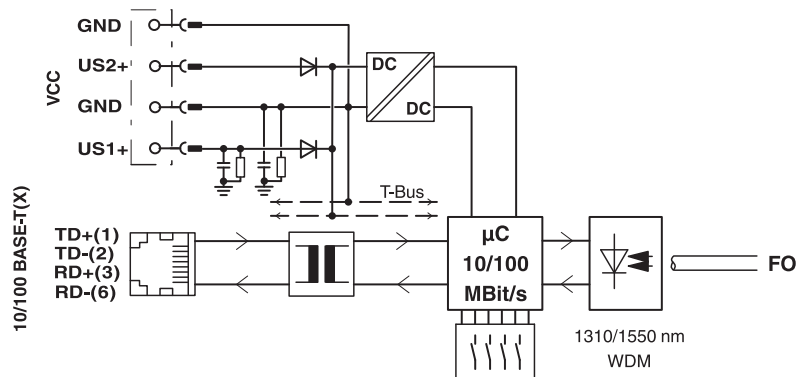 GND
US2+
VCC
GND
US1+
DC
DC
T-Bus
10/100 BASE-T(X)
TD+(1)
TD-(2)
RD+(3)
RD-(6)
µC
10/100
MBit/s
FO
1310/1550 nm
WDM